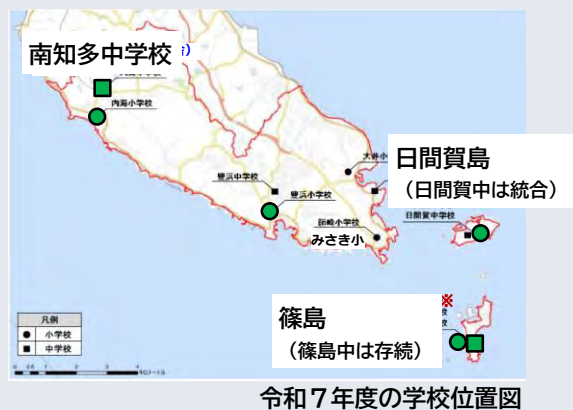 南知多中学校
内海小学校
大井小
日間賀島
（日間賀中は統合）
豊浜中学校
豊浜小学校
師崎小学校
みさき小
日間賀中学校
※
篠島
（篠島中は存続）
凡例
小学校
中学校
令和７年度の学校位置図